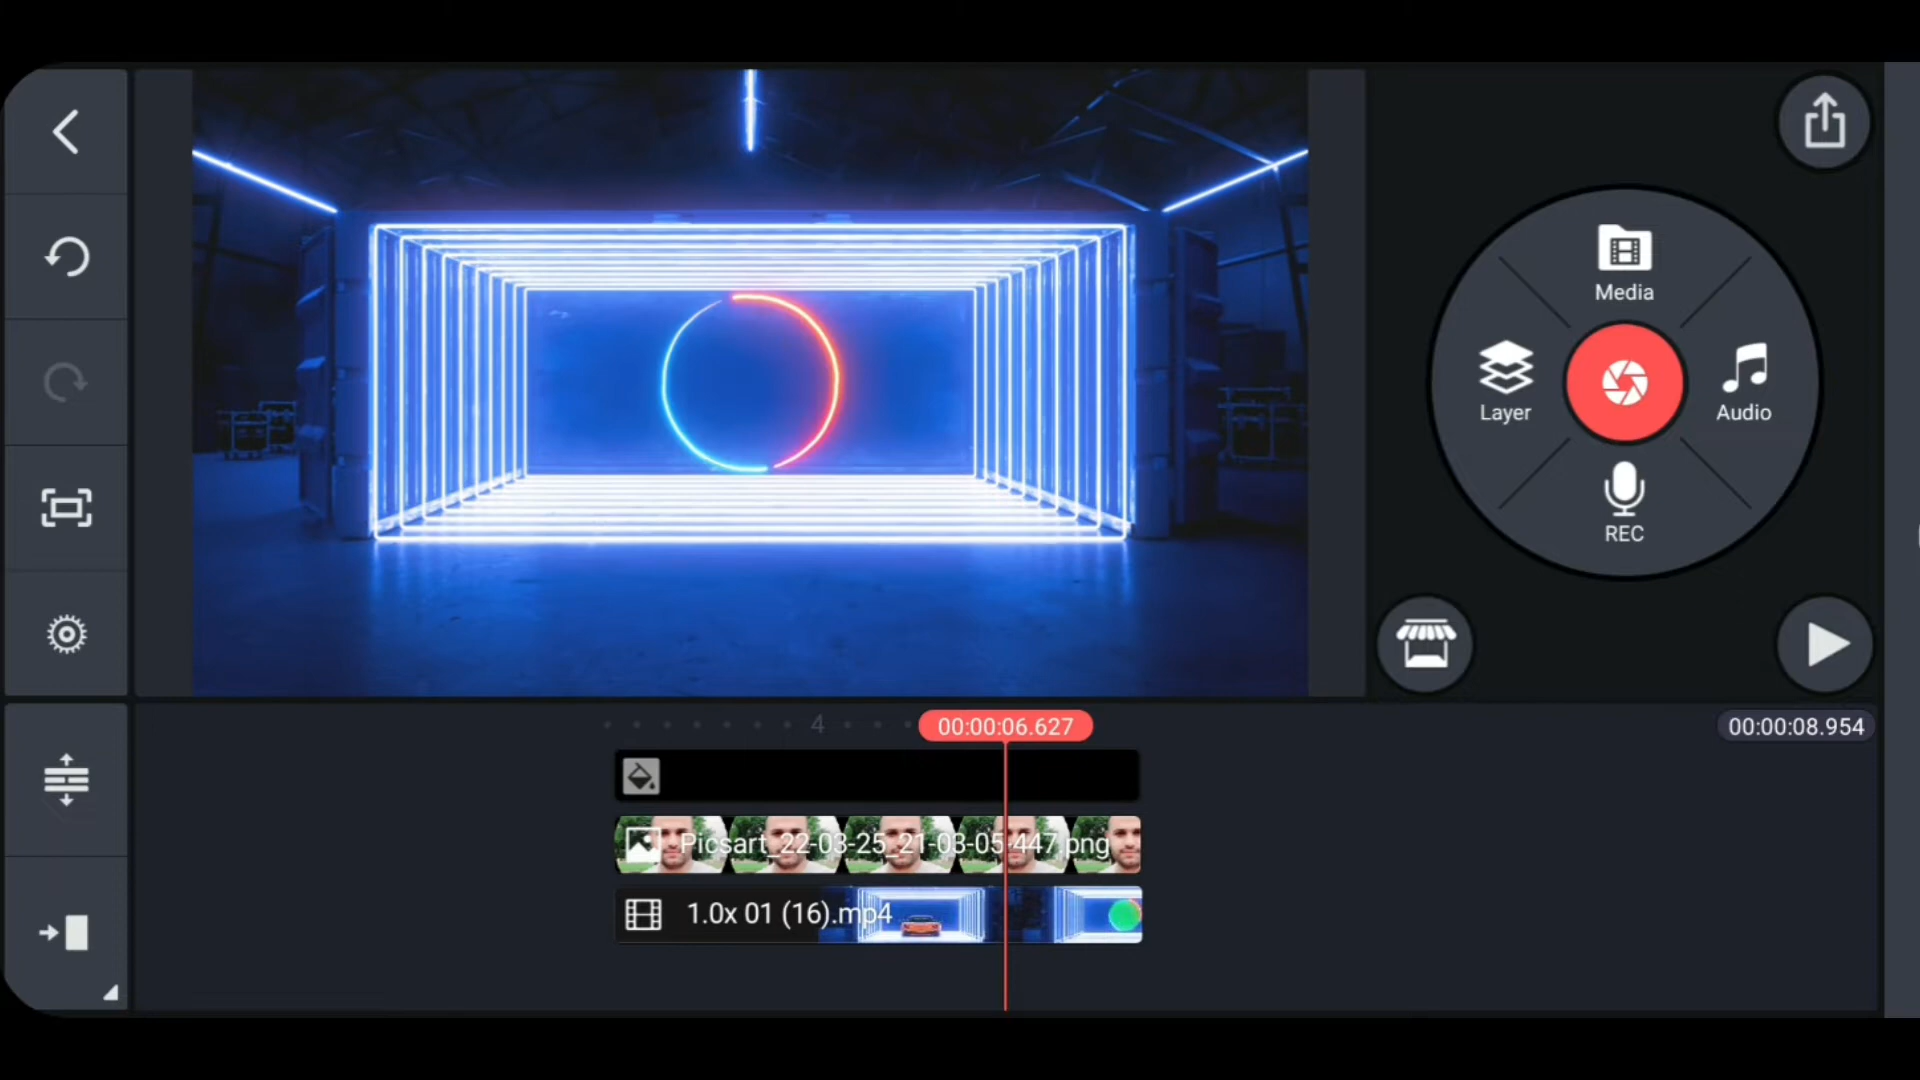 Media
Layer
Audio
REC
4
00:00:06.627
00:00:08.954
Picsart_22-03-25_21-03-05-447.png
1.0x 01 (16).mp4